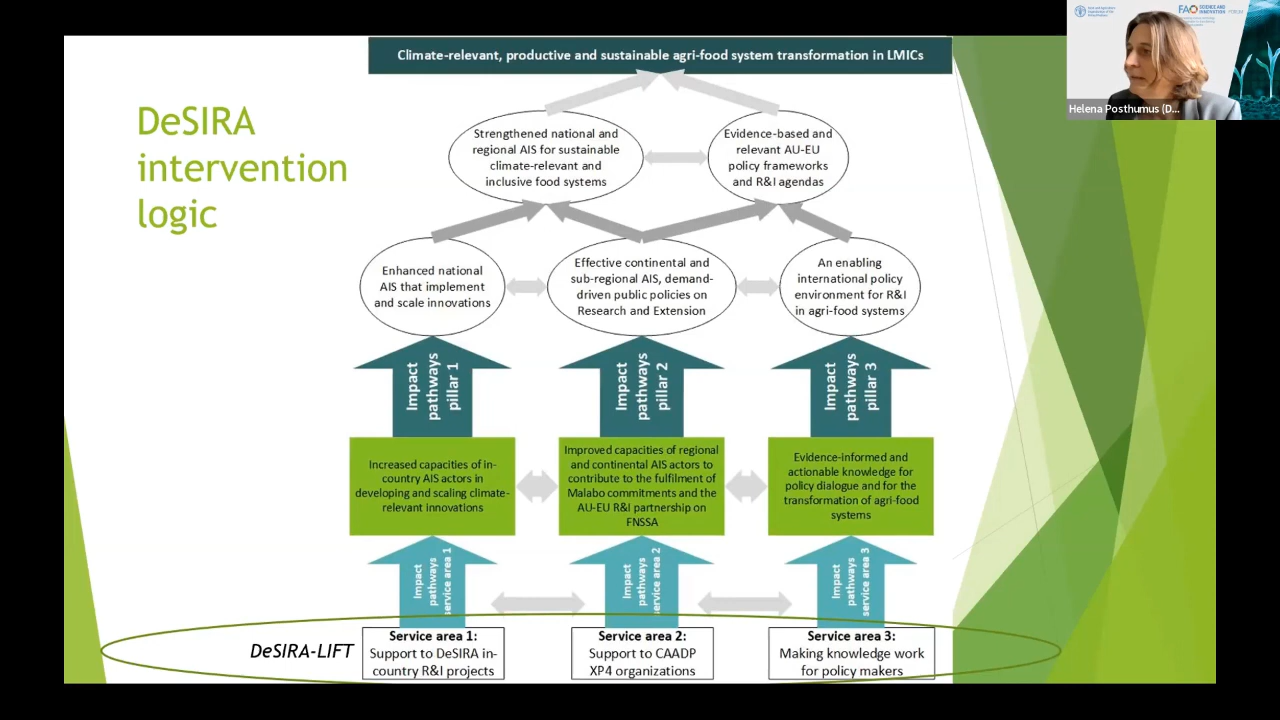 Climate-relevant, productive and sustainable agri-food system transformation in LMICs
FAO SCIENCE AND
INNOVATION FORUM
Helena Posthumus (D...
DeSIRA
intervention
logic
Strengthened national and
regional AIS for sustainable
climate-relevant and
inclusive food systems
Evidence-based and
relevant AU-EU
policy frameworks
and R&I agendas
Enhanced national
AIS that implement
and scale innovations
Effective continental and
sub-regional AIS, demand-
driven public policies on
Research and Extension
An enabling
international policy
environment for R&I
in agri-food systems
Impact
pathways
pillar 1
Impact
pathways
pillar 2
Impact
pathways
pillar 3
Increased capacities of in-
country AIS actors in
developing and scaling climate-
relevant innovations
Improved capacities of regional
and continental AIS actors to
contribute to the fulfilment of
Malabo commitments and the
AU-EU R&I partnership on
FNSSA
Evidence-informed and
actionable knowledge for
policy dialogue and for the
transformation of agri-food
systems
Impact
pathways
service area 1
Impact
pathways
service area 2
Impact
pathways
service area 3
DeSIRA-LIFT
Service area 1:
Support to DeSIRA in-
country R&I projects
Service area 2:
Support to CAADP
XP4 organizations
Service area 3:
Making knowledge work
for policy makers